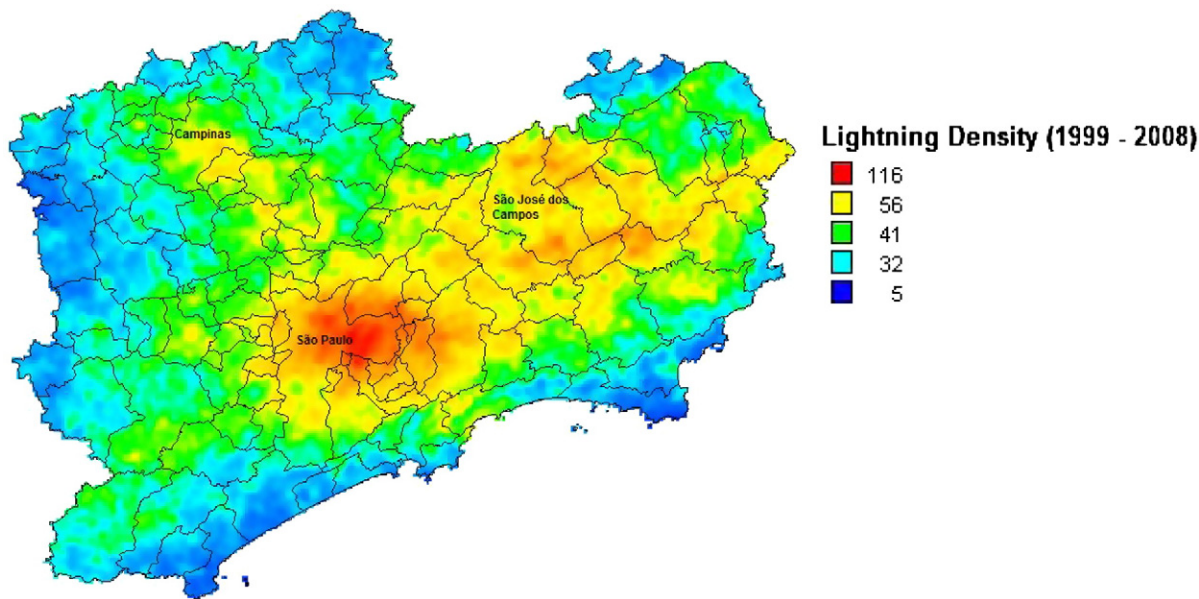 Campinas
São José dos
Campos
São Paulo
Lightning Density (1999 - 2008)
116
56
41
32
5